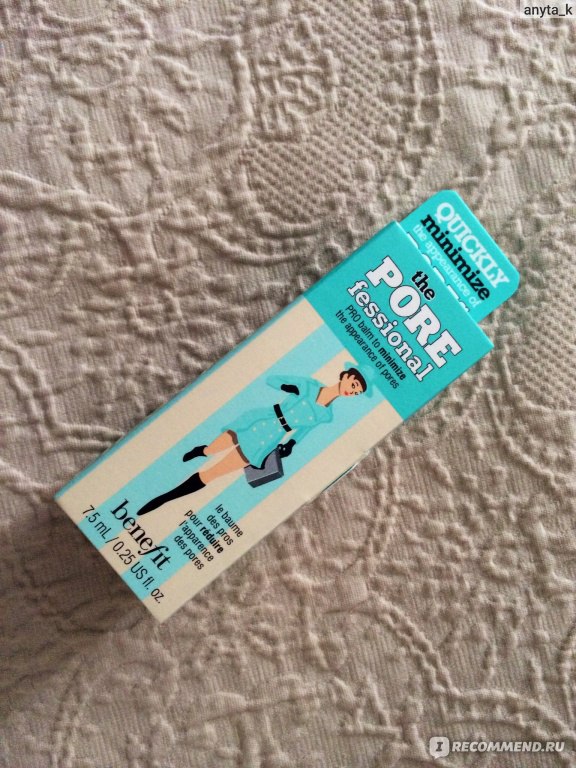 anyta_k
QUICKLY
minimize
the appearance of
the
PORE
fessional
PRO balm to minimize
the appearance of pores
le baume
des pros
pour réduire
l'apparence
des pores
benefit
7.5 mL / 0.25 US fl. oz.
IRECOMMEND.RU